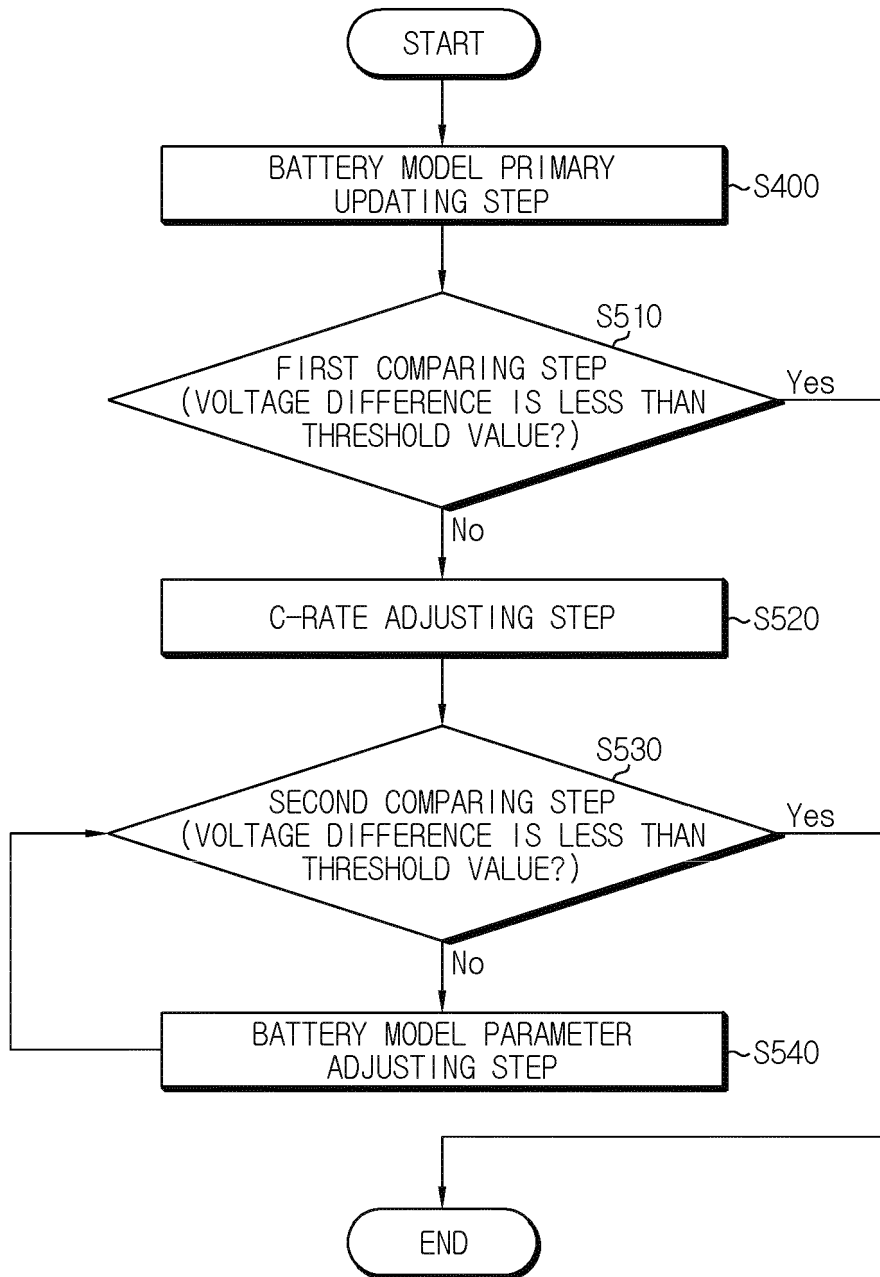 START
BATTERY MODEL PRIMARY
UPDATING STEP
S400
S510
FIRST COMPARING STEP
(VOLTAGE DIFFERENCE IS LESS THAN
THRESHOLD VALUE?)
Yes
No
C-RATE ADJUSTING STEP
S520
S530
SECOND COMPARING STEP
(VOLTAGE DIFFERENCE IS LESS THAN
THRESHOLD VALUE?)
Yes
No
BATTERY MODEL PARAMETER
ADJUSTING STEP
S540
END